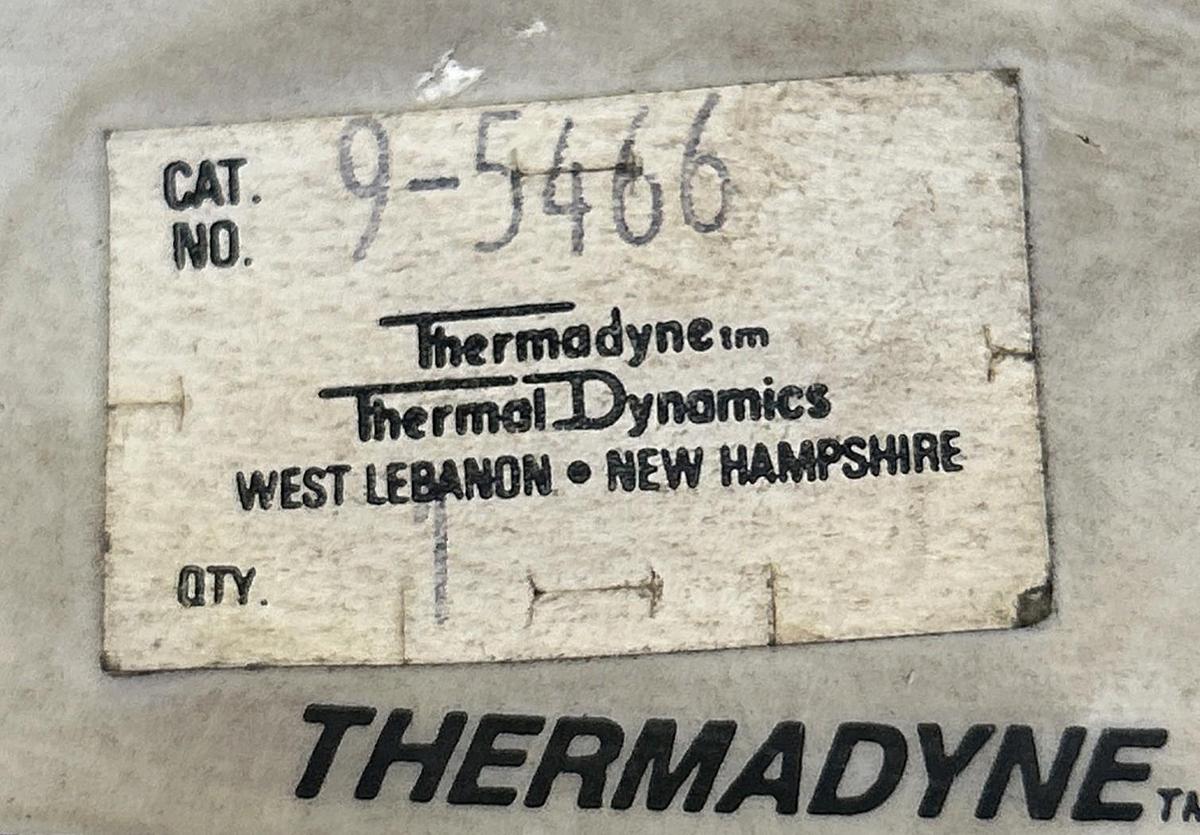 CAT. NO. 9-5466
Thermadyne tm
Thermal Dynamics
WEST LEBANON • NEW HAMPSHIRE
QTY. 1
THERMADYNE TM